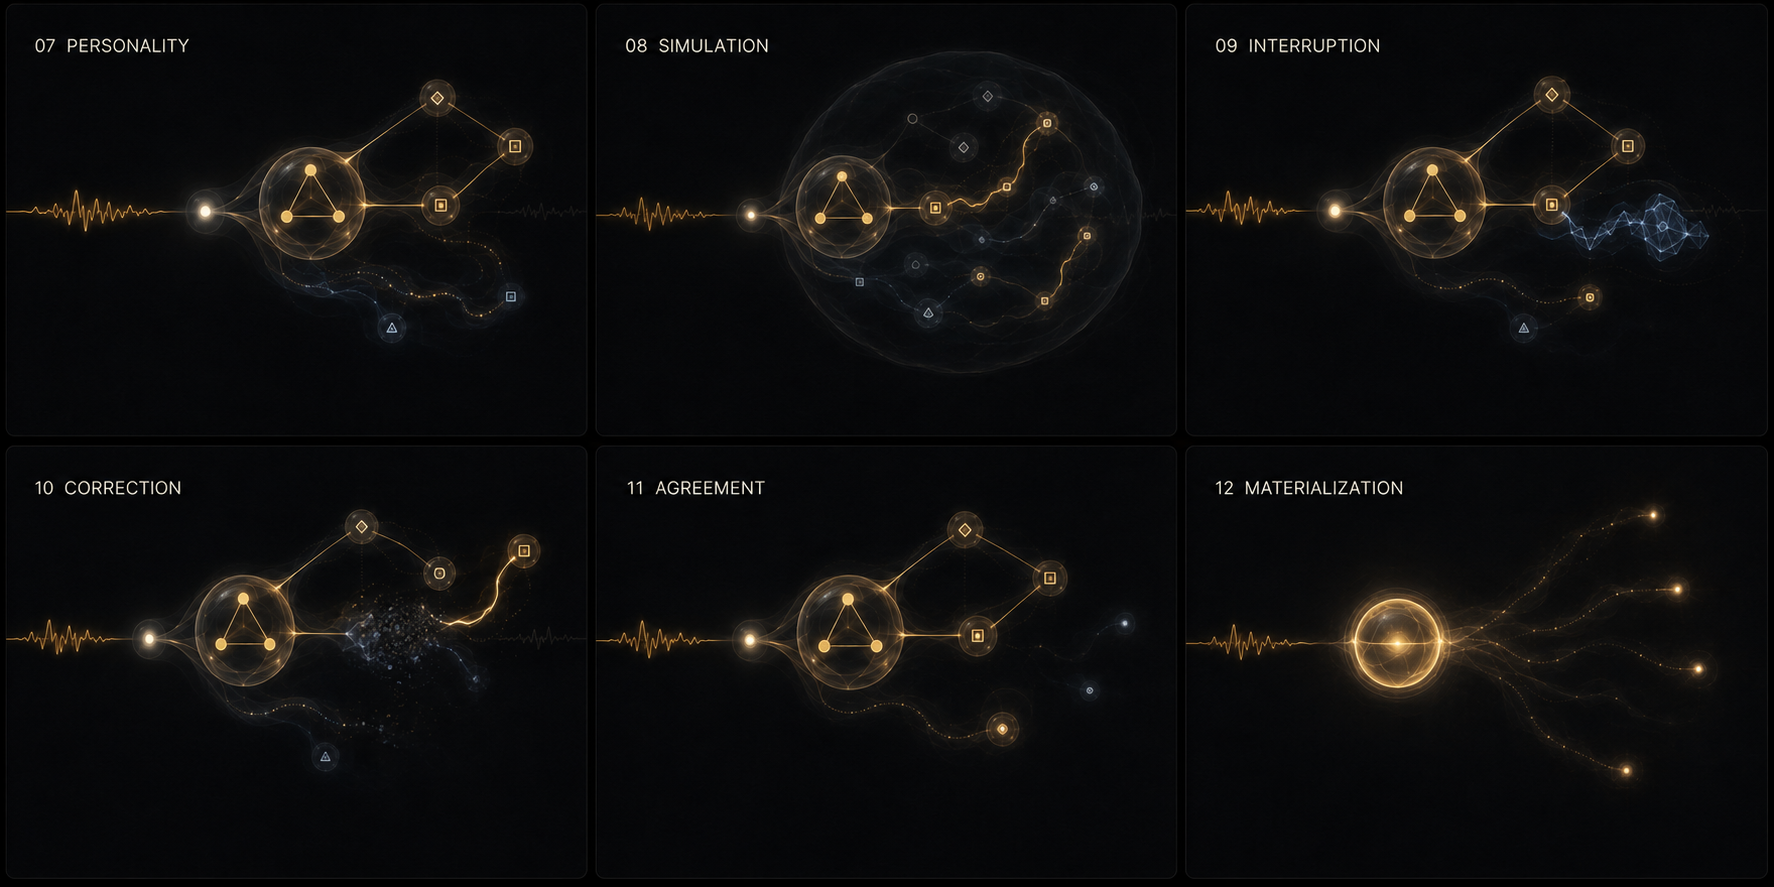 07 PERSONALITY
08 SIMULATION
09 INTERRUPTION
10 CORRECTION
11 AGREEMENT
12 MATERIALIZATION